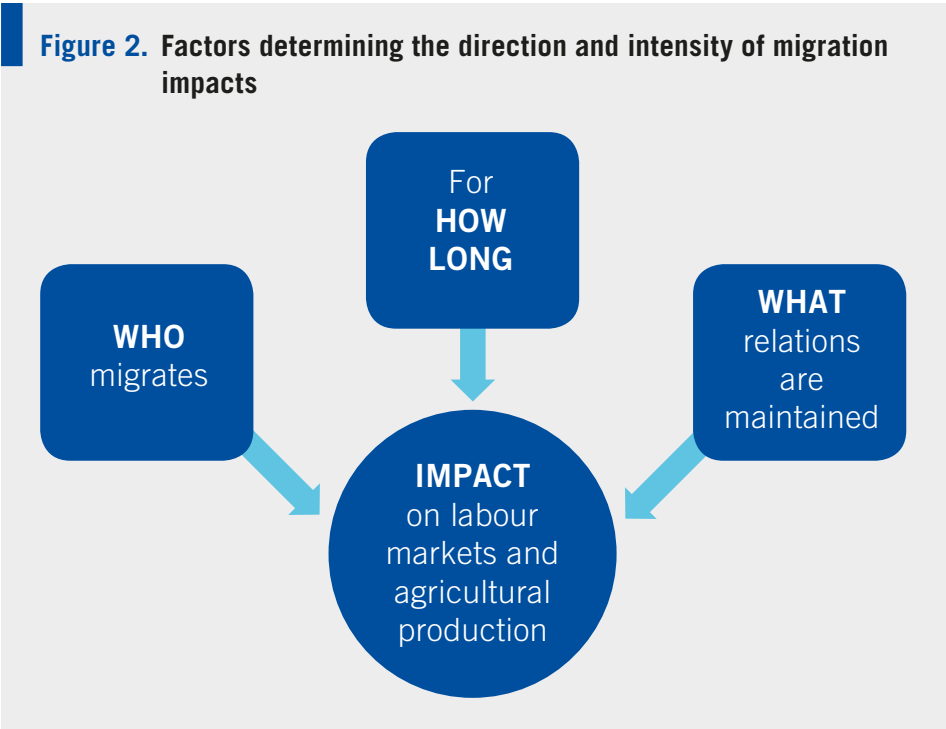 Figure 2. Factors determining the direction and intensity of migration
impacts
For
HOW
LONG
WHO
migrates
WHAT
relations
are
maintained
IMPACT
on labour
markets and
agricultural
production